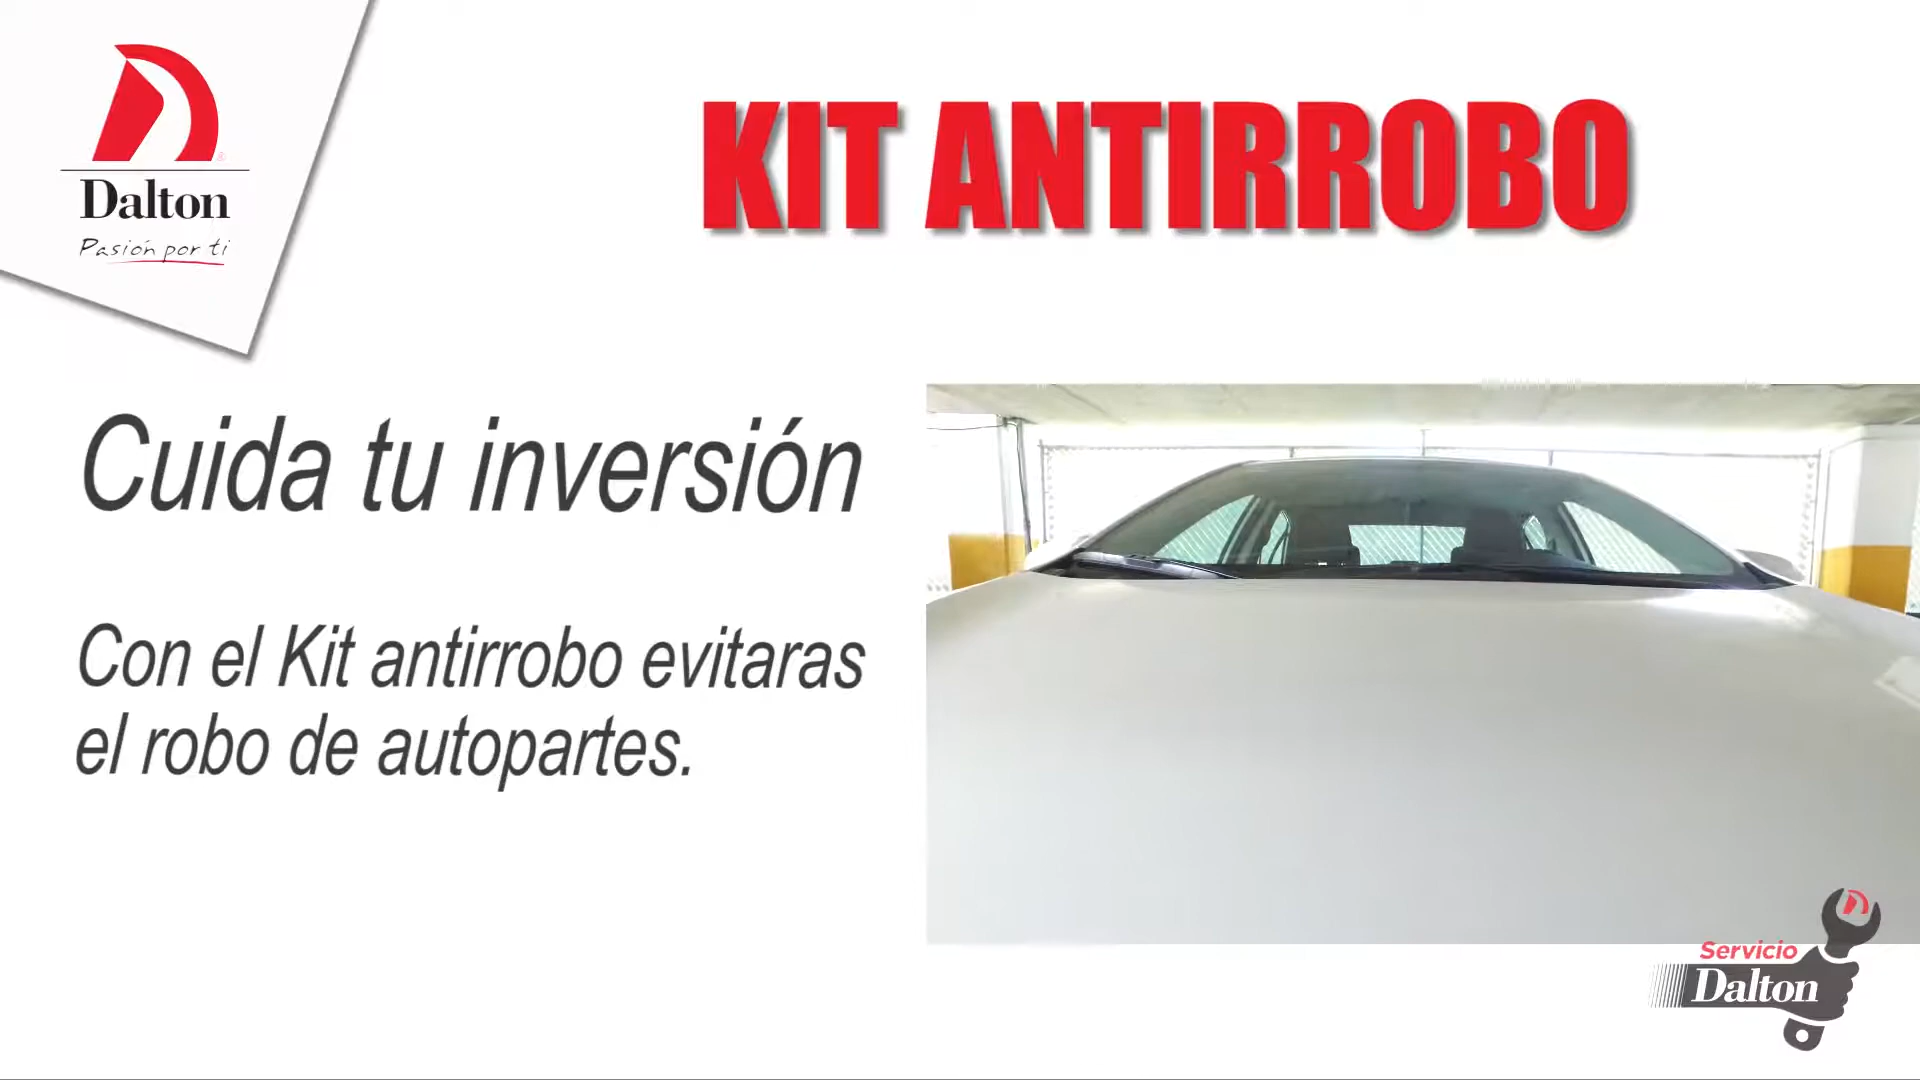 Dalton
Pasión por ti
KIT ANTIRROBO
Cuida tu inversión
Con el Kit antirrobo evitaras
el robo de autopartes.
Servicio
Dalton